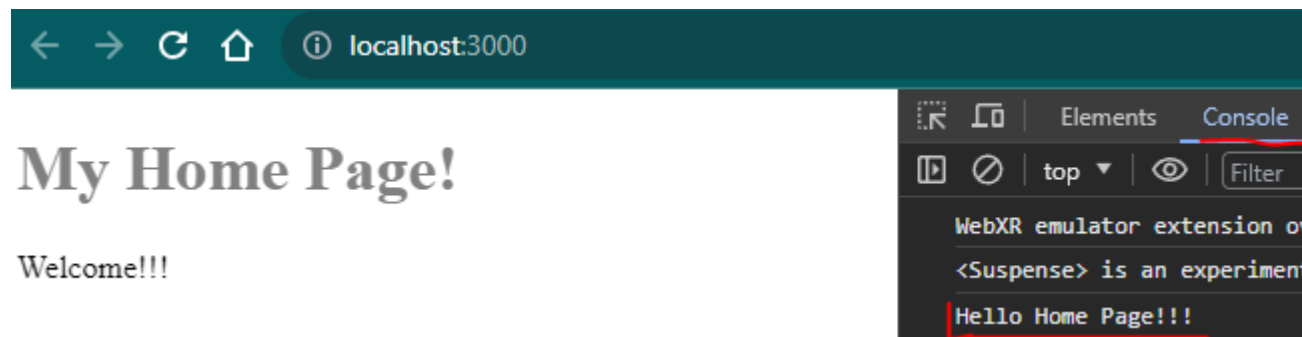 localhost:3000
My Home Page!
Welcome!!!
Elements Console
top Filter
WebXR emulator extension
<Suspense> is an
Hello Home Page!!!